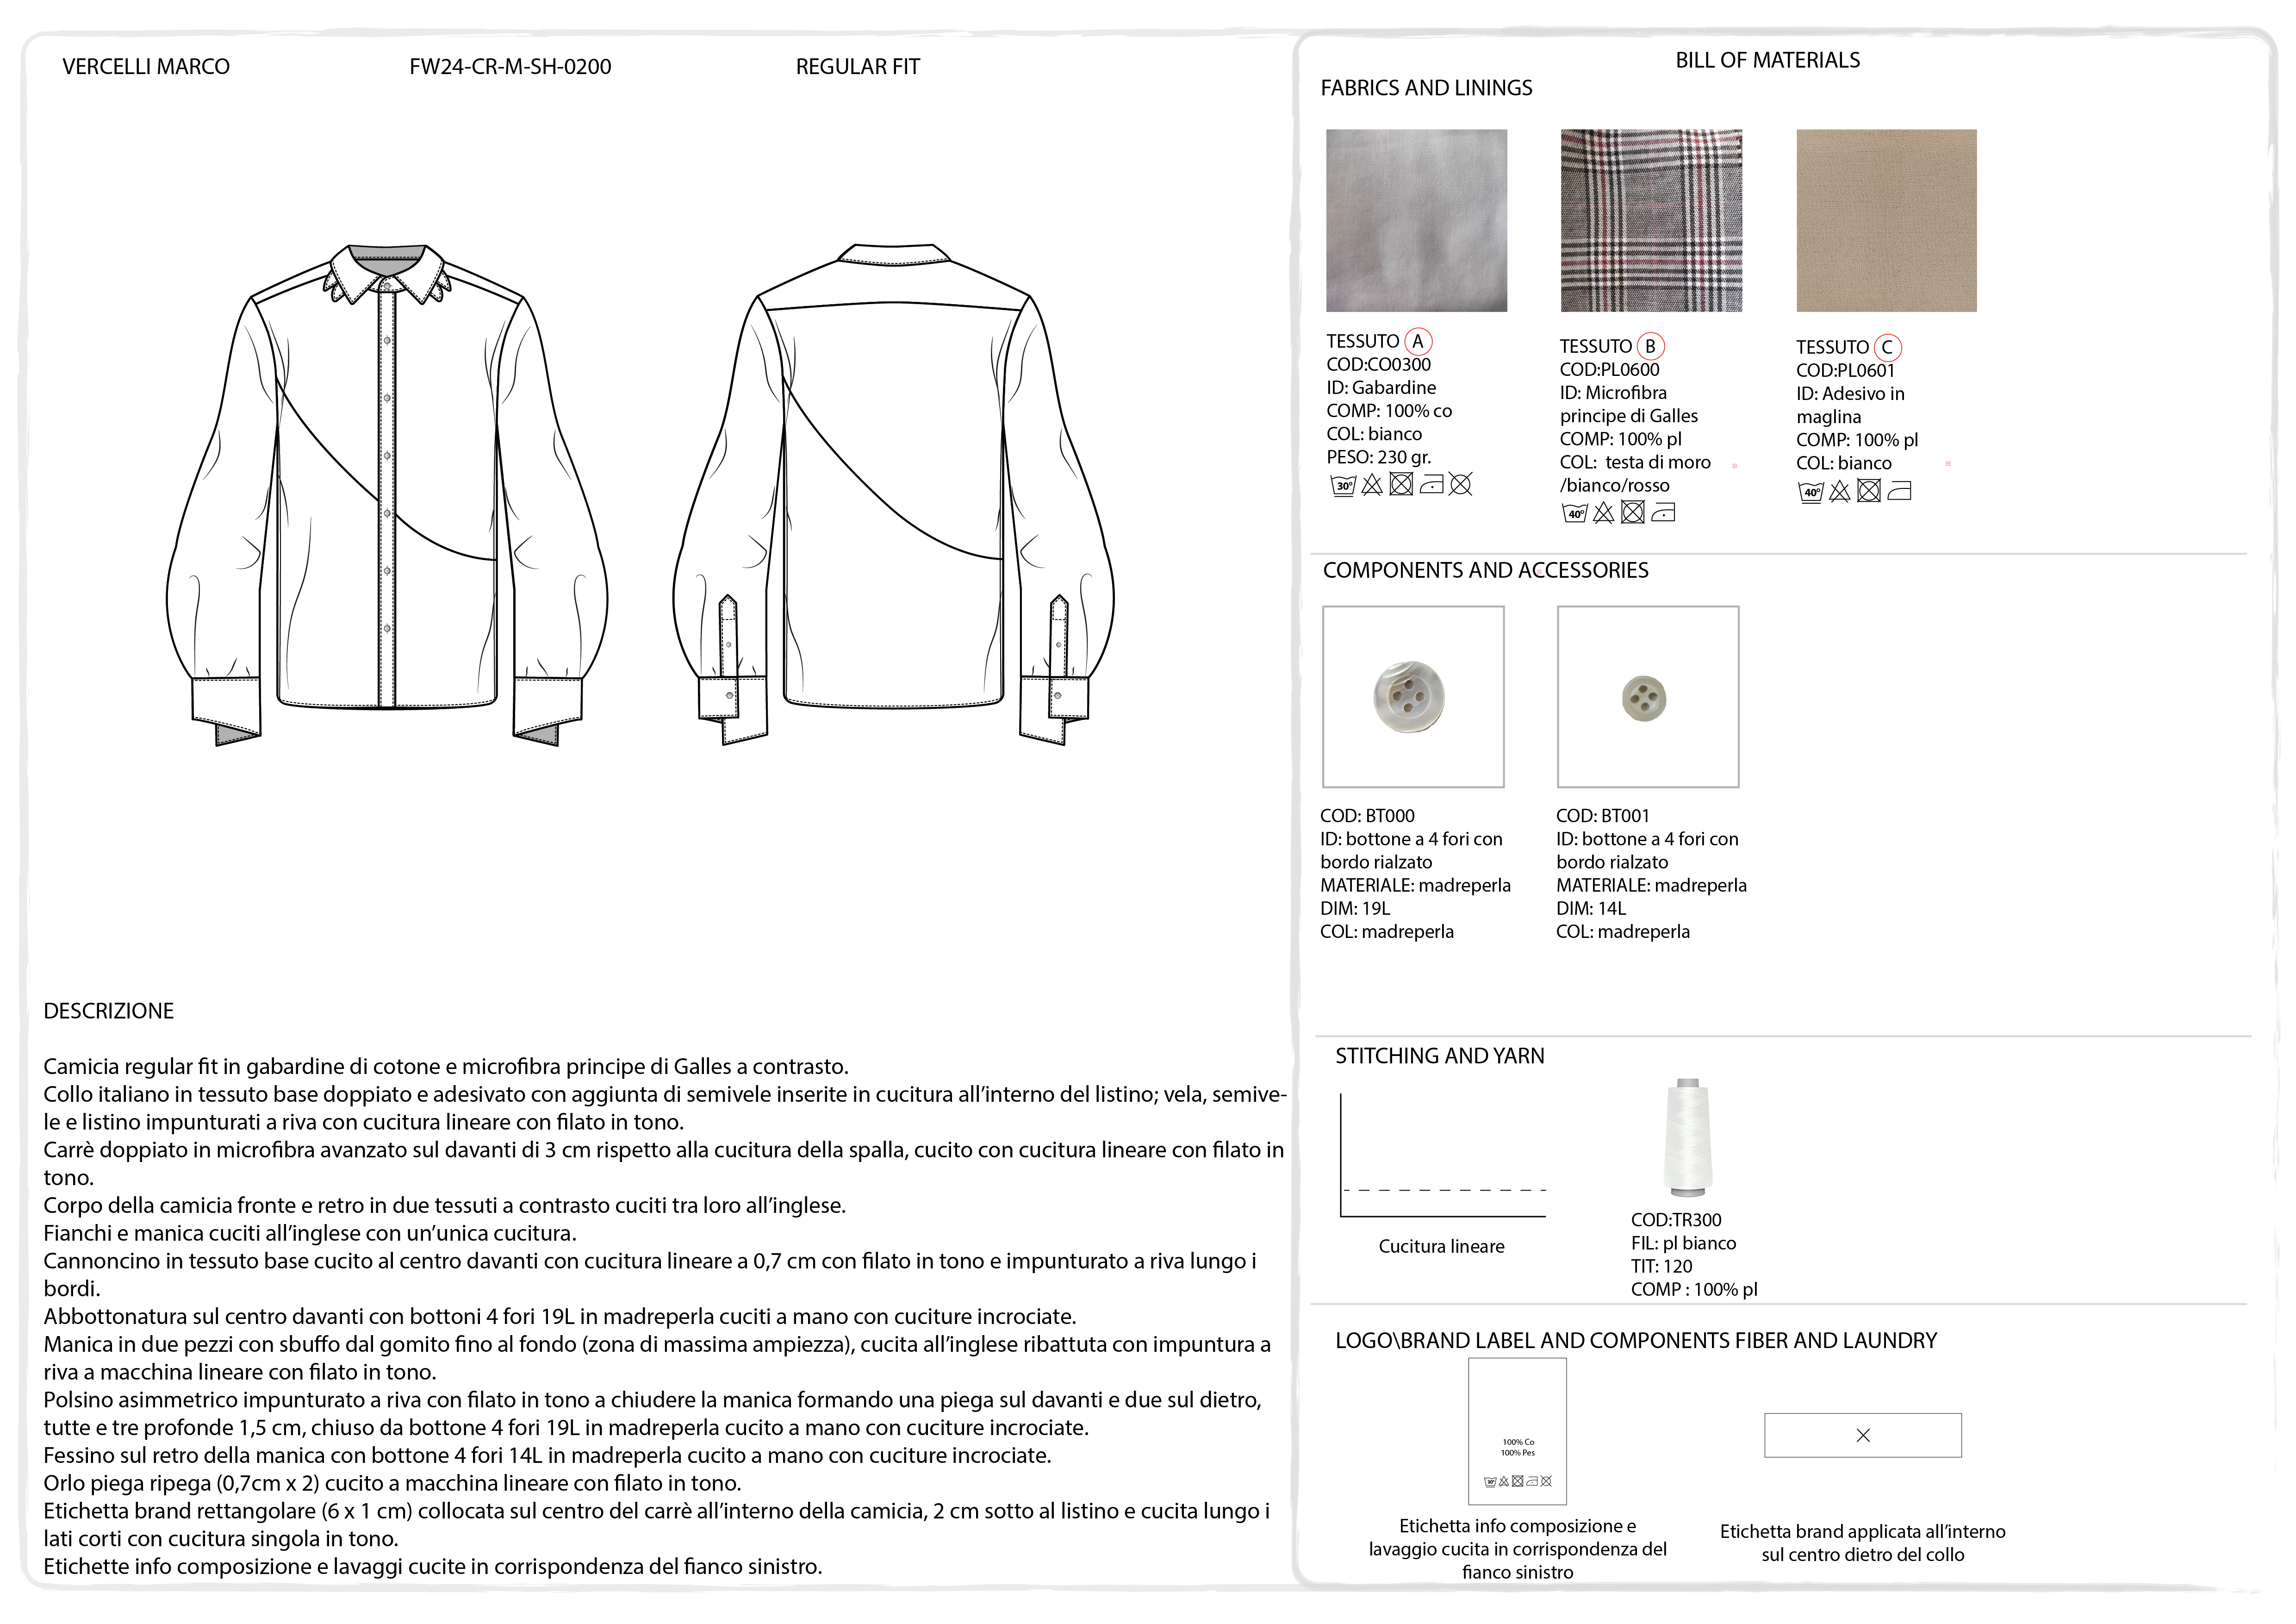 VERCELLI MARCO
FW24-CR-M-SH-0200
REGULAR FIT
DESCRIZIONE
Camicia regular fit in gabardine di cotone e microfibra principe di Galles a contrasto.
Collo italiano in tessuto base doppiato e adesivato con aggiunta di semivele inserite in cucitura all’interno del listino; vela, semive-
le e listino impunturati a riva con cucitura lineare con filato in tono.
Carrè doppiato in microfibra avanzato sul davanti di 3 cm rispetto alla cucitura della spalla, cucito con cucitura lineare con filato in
tono.
Corpo della camicia fronte e retro in due tessuti a contrasto cuciti tra loro all’inglese.
Fianchi e manica cuciti all’inglese con un’unica cucitura.
Cannoncino in tessuto base cucito al centro davanti con cucitura lineare a 0,7 cm con filato in tono e impunturato a riva lungo i
bordi.
Abbottonatura sul centro davanti con bottoni 4 fori 19L in madreperla cuciti a mano con cuciture incrociate.
Manica in due pezzi con sbuffo dal gomito fino al fondo (zona di massima ampiezza), cucita all’inglese ribattuta con impuntura a
riva a macchina lineare con filato in tono.
Polsino asimmetrico impunturato a riva con filato in tono a chiudere la manica formando una piega sul davanti e due sul dietro,
tutte e tre profonde 1,5 cm, chiuso da bottone 4 fori 19L in madreperla cucito a mano con cuciture incrociate.
Fessino sul retro della manica con bottone 4 fori 14L in madreperla cucito a mano con cuciture incrociate.
Orlo piega ripega (0,7cm x 2) cucito a macchina lineare con filato in tono.
Etichetta brand rettangolare (6 x 1 cm) collocata sul centro del carrè all’interno della camicia, 2 cm sotto al listino e cucita lungo i
lati corti con cucitura singola in tono.
Etichette info composizione e lavaggi cucite in corrispondenza del fianco sinistro.
BILL OF MATERIALS
FABRICS AND LININGS
TESSUTO A
COD:CO0300
ID: Gabardine
COMP: 100% co
COL: bianco
PESO: 230 gr.
30°
TESSUTO B
COD:PL0600
ID: Microfibra
principe di Galles
COMP: 100% pl
COL: testa di moro
/bianco/rosso
40°
TESSUTO C
COD:PL0601
ID: Adesivo in
maglina
COMP: 100% pl
COL: bianco
40°
COMPONENTS AND ACCESSORIES
COD: BT000
ID: bottone a 4 fori con
bordo rialzato
MATERIALE: madreperla
DIM: 19L
COL: madreperla
COD: BT001
ID: bottone a 4 fori con
bordo rialzato
MATERIALE: madreperla
DIM: 14L
COL: madreperla
STITCHING AND YARN
Cucitura lineare
COD:TR300
FIL: pl bianco
TIT: 120
COMP : 100% pl
LOGO\BRAND LABEL AND COMPONENTS FIBER AND LAUNDRY
100% Co
100% Pes
30°
Etichetta info composizione e
lavaggio cucita in corrispondenza del
fianco sinistro
Etichetta brand applicata all’interno
sul centro dietro del collo